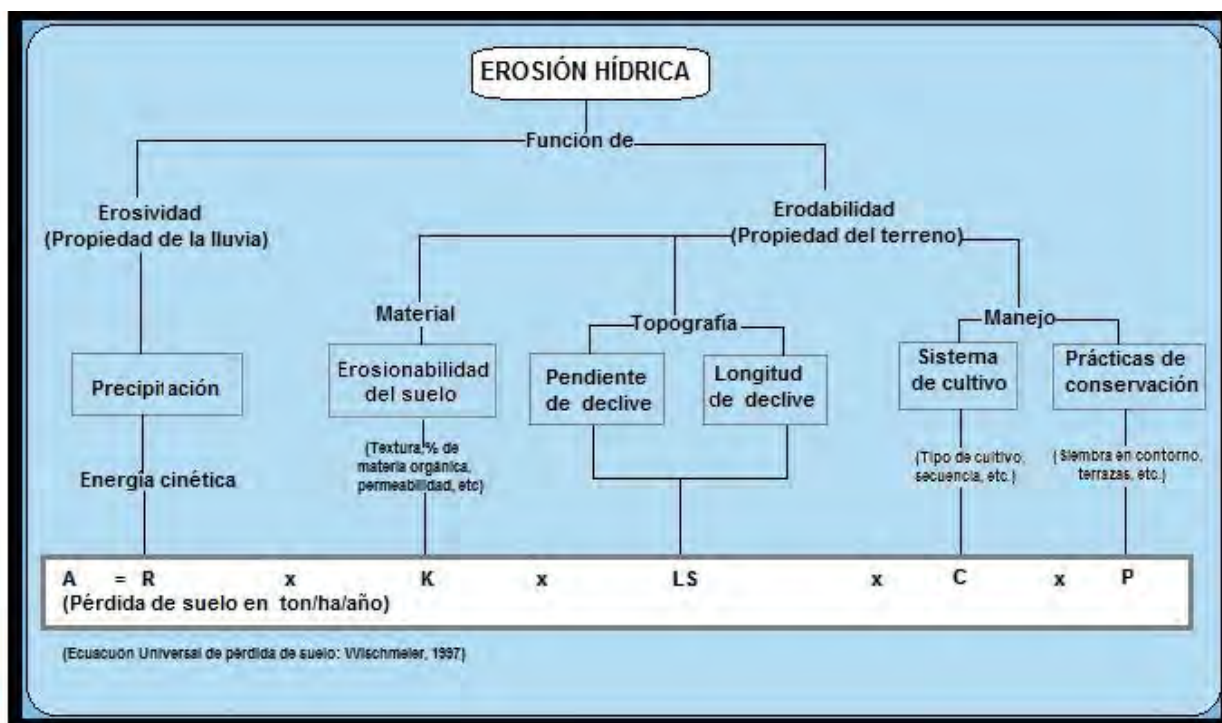 EROSIÓN HÍDRICA
Función de
Erosividad
(Propiedad de la lluvia)
Erodabilidad
(Propiedad del terreno)
Material
Topografía
Manejo
Precipitación
Erosionabilidad
del suelo
Pendiente
de declive
Longitud
de declive
Sistema
de cultivo
Prácticas de
conservación
Energía cinética
(Textura,% de
materia orgánica,
permeabilidad, etc)
(Tipo de cultivo,
secuencia, etc.)
(Siembra en contorno,
terrazas, etc.)
A = R x K x LS x C x P
(Pérdida de suelo en ton/ha/año)
(Ecuacuón Universal de pérdida de suelo: Wischmeier, 1997)